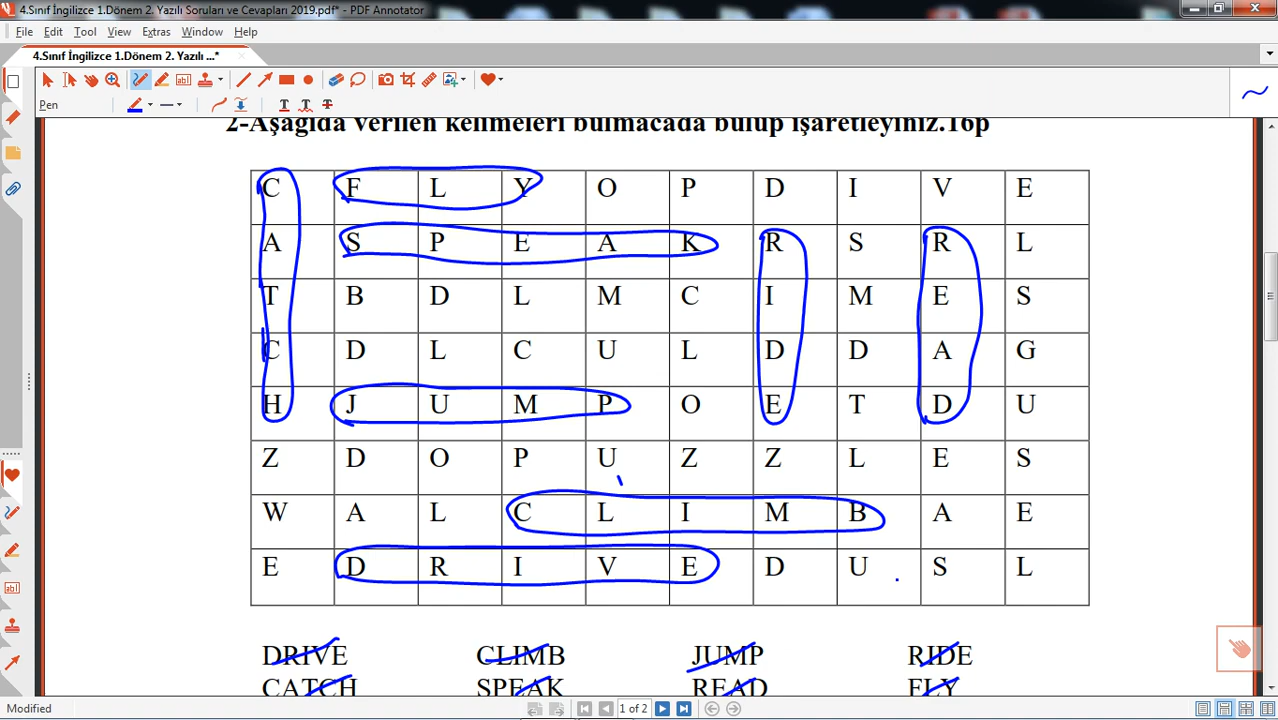 4.Sınıf İngilizce 1.Dönem 2. Yazılı Soruları ve Cevapları 2019.pdf* - PDF Annotator
File Edit Tool View Extras Window Help
4.Sınıf İngilizce 1.Dönem 2. Yazılı ...*
Pen
2-Aşağıda verilen kelimeleri bulmacada bulup işaretleyiniz.16p
C F L Y O P D I V E
A S P E A K R S R L
T B D L M C I M E S
C D L C U L D D A G
H J U M P O E T D U
Z D O P U Z Z L E S
W A L C L I M B A E
E D R I V E D U S L
DRIVE CLIMB JUMP RIDE
CATCH SPEAK READ FLY
Modified 1 of 2